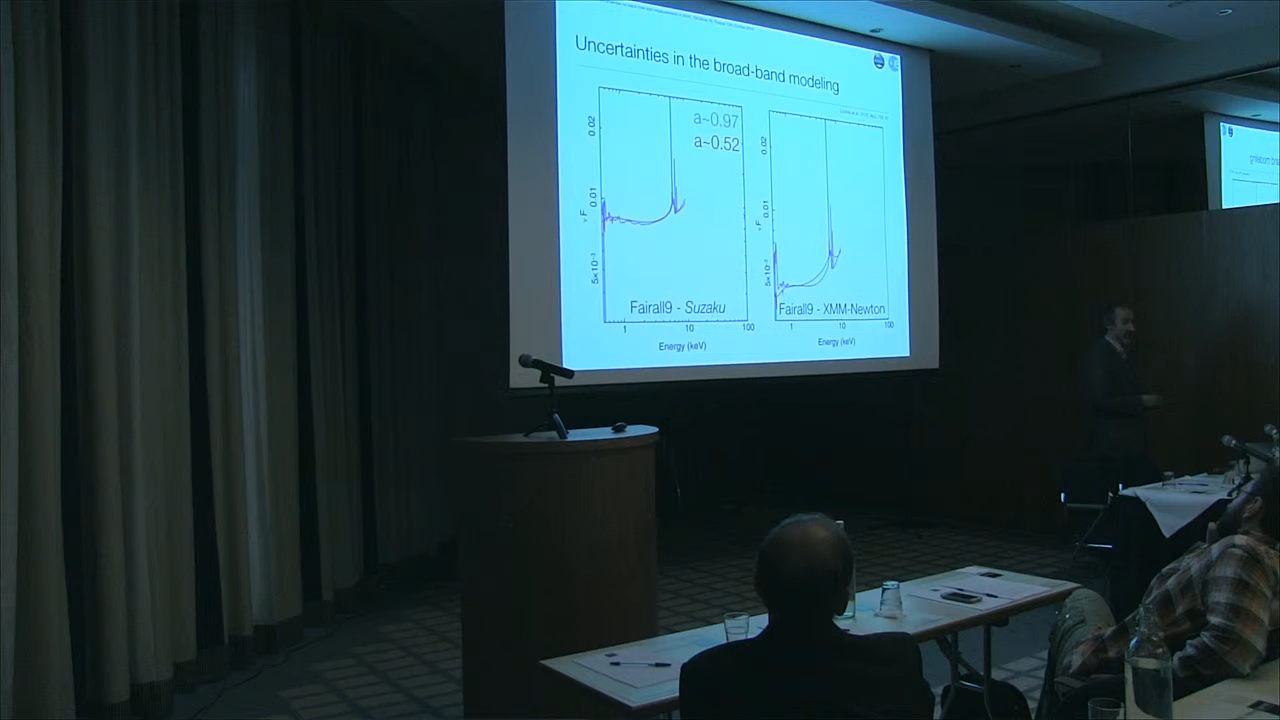 Uncertainties in the broad-band modeling
a~0.97
a~0.52
0.02
0.01
5×10⁻³
ν F
Fairall9 - Suzaku
1 10 100
Energy (keV)
0.02
0.01
5×10⁻³
ν F
Fairall9 - XMM-Newton
1 10 100
Energy (keV)